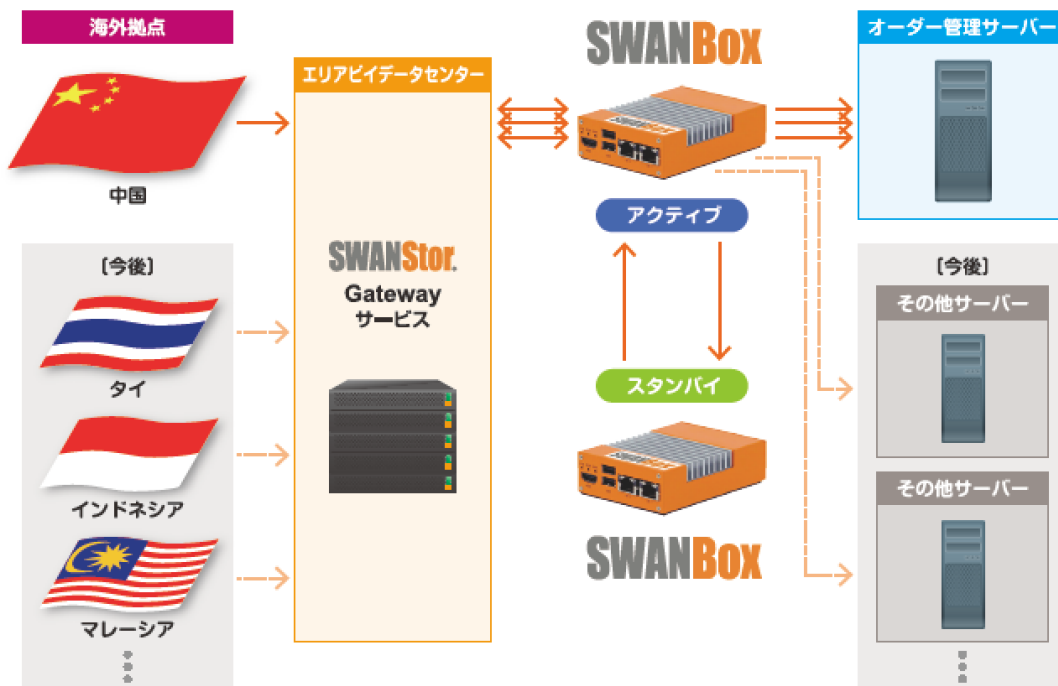 海外拠点
中国
〔今後〕
タイ
インドネシア
マレーシア
エリアビイデータセンター
SWANStor.
Gateway
サービス
SWANBox
アクティブ
スタンバイ
SWANBox
オーダー管理サーバー
〔今後〕
その他サーバー
その他サーバー